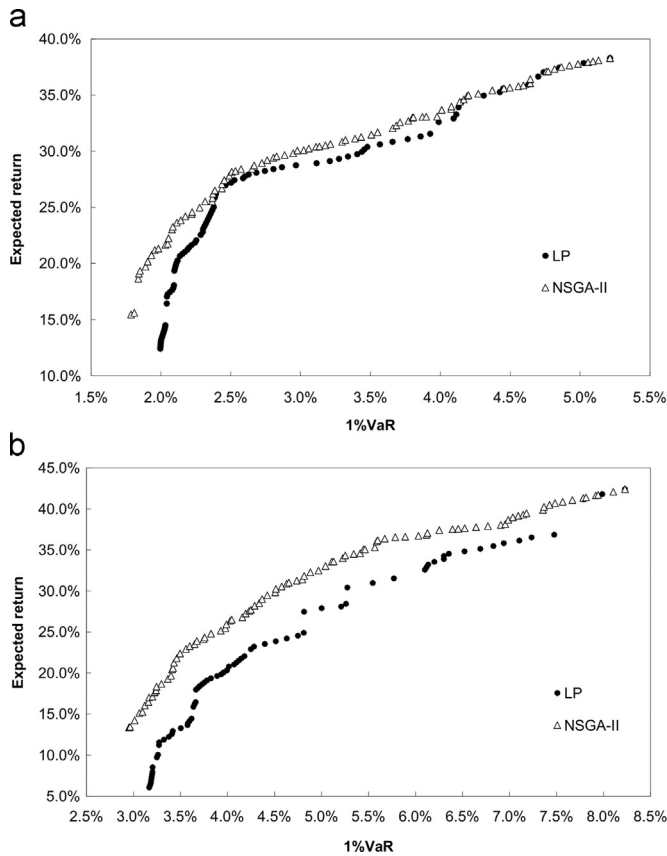 a
40.0%
35.0%
30.0%
25.0%
20.0%
15.0%
10.0%
Expected return
LP
NSGA-II
1.5% 2.0% 2.5% 3.0% 3.5% 4.0% 4.5% 5.0% 5.5%
1%VaR
b
45.0%
40.0%
35.0%
30.0%
25.0%
20.0%
15.0%
10.0%
5.0%
Expected return
LP
NSGA-II
2.5% 3.0% 3.5% 4.0% 4.5% 5.0% 5.5% 6.0% 6.5% 7.0% 7.5% 8.0% 8.5%
1%VaR